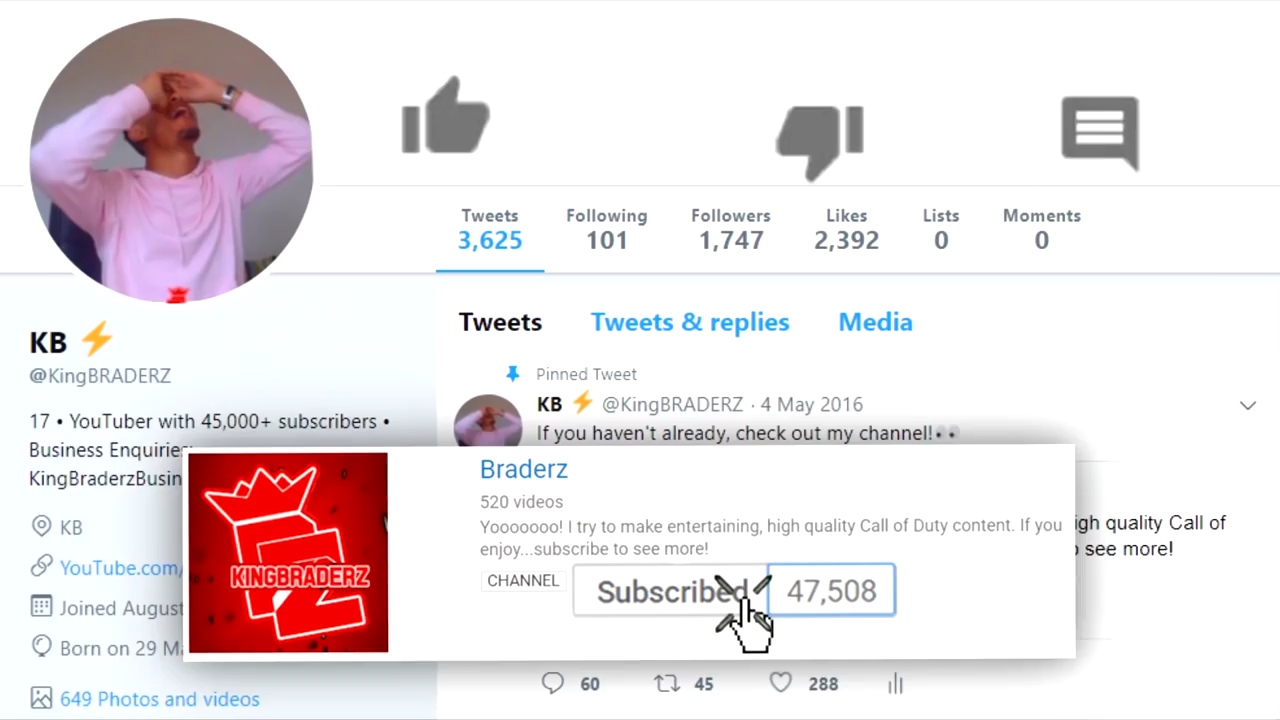 Tweets Following Followers Likes Lists Moments
3,625 101 1,747 2,392 0 0
KB ⚡
@KingBRADERZ
17 • YouTuber with 45,000+ subscribers •
Business Enquiries
KingBraderzBusin
KB
YouTube.com/
Joined August
Born on 29
649 Photos and videos
Tweets Tweets & replies Media
Pinned Tweet
KB ⚡ @KingBRADERZ · 4 May 2016
If you haven't already, check out my channel!👀
igh quality Call of
see more!
KINGBRADERZ
Braderz
520 videos
Yooooooo! I try to make entertaining, high quality Call of Duty content. If you
enjoy...subscribe to see more!
CHANNEL Subscribed 47,508
60 45 288